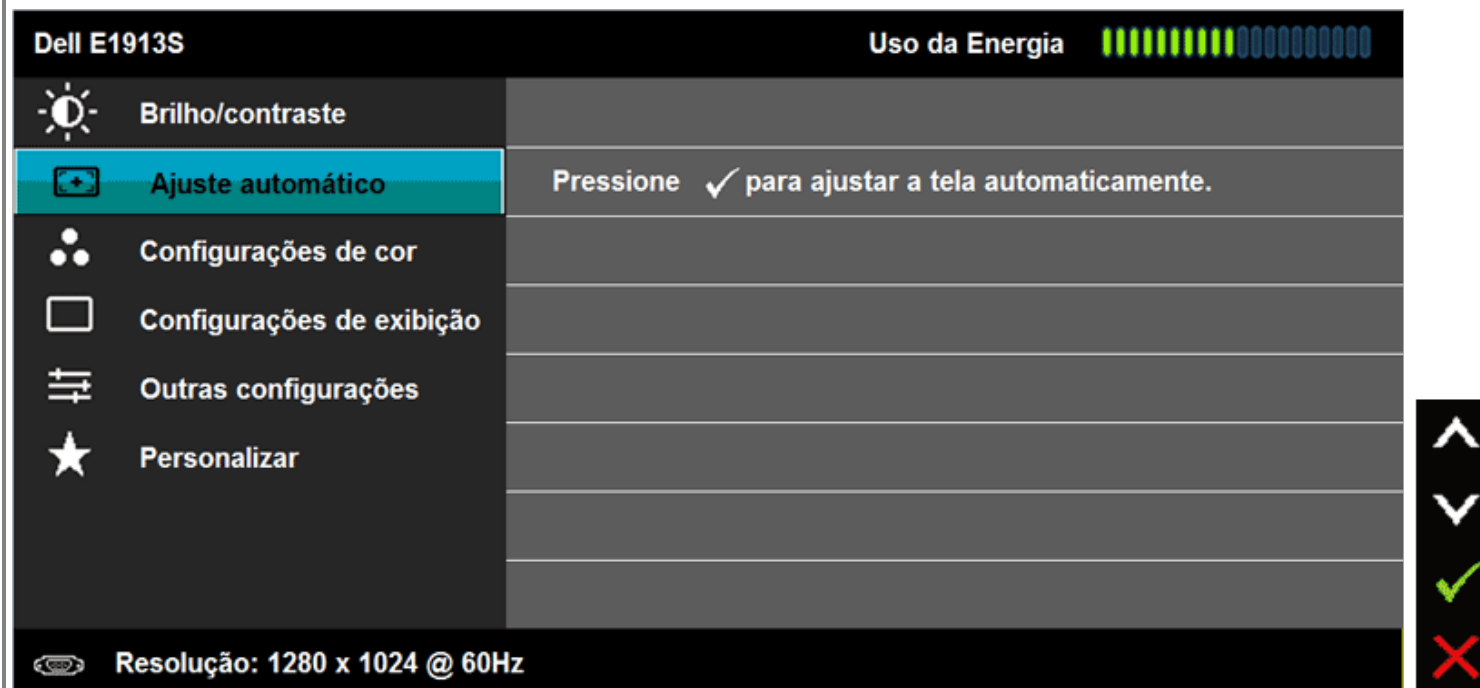 Dell E1913S
Uso da Energia
Brilho/contraste
Ajuste automático
Pressione ✓ para ajustar a tela automaticamente.
Configurações de cor
Configurações de exibição
Outras configurações
Personalizar
Resolução: 1280 x 1024 @ 60Hz